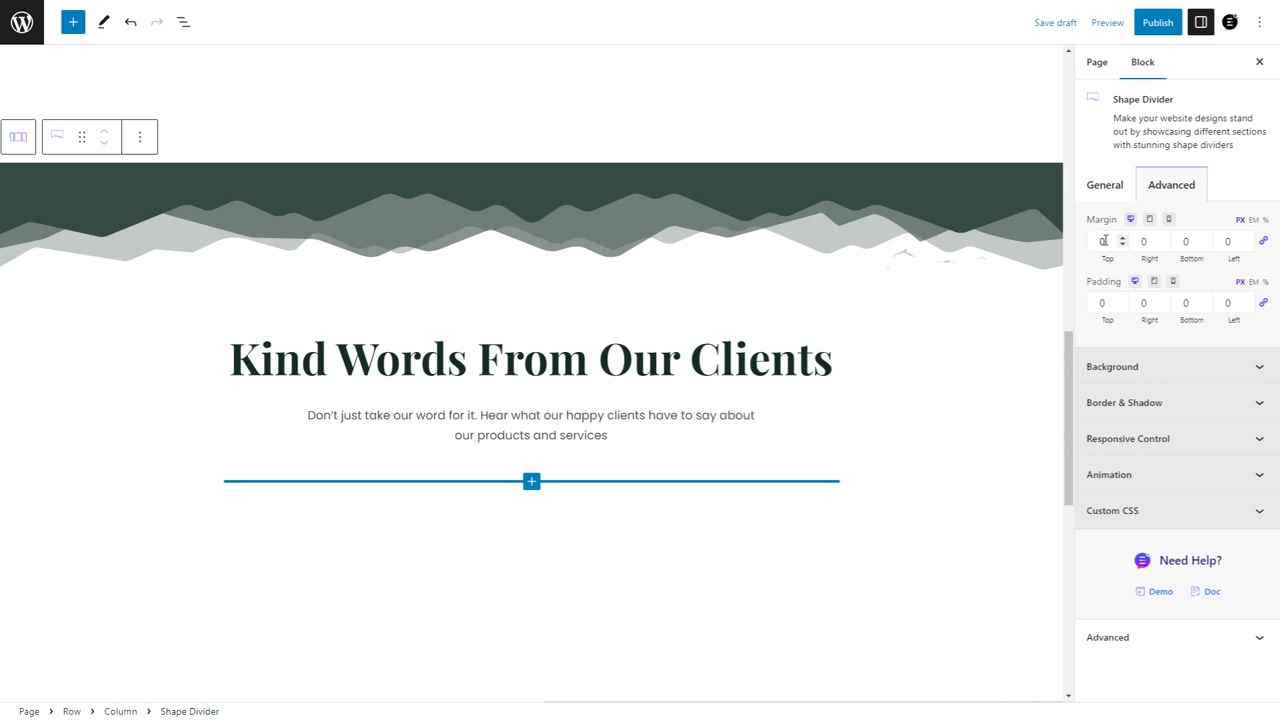 Save draft
Preview
Publish
Page
Block
Shape Divider
Make your website designs stand
out by showcasing different sections
with stunning shape dividers
General
Advanced
Margin
PX EM %
0 0 0 0
Top Right Bottom Left
Padding
PX EM %
0 0 0 0
Top Right Bottom Left
Background
Border & Shadow
Responsive Control
Animation
Custom CSS
Need Help?
Demo
Doc
Advanced
Kind Words From Our Clients
Don’t just take our word for it. Hear what our happy clients have to say about
our products and services
Page > Row > Column > Shape Divider